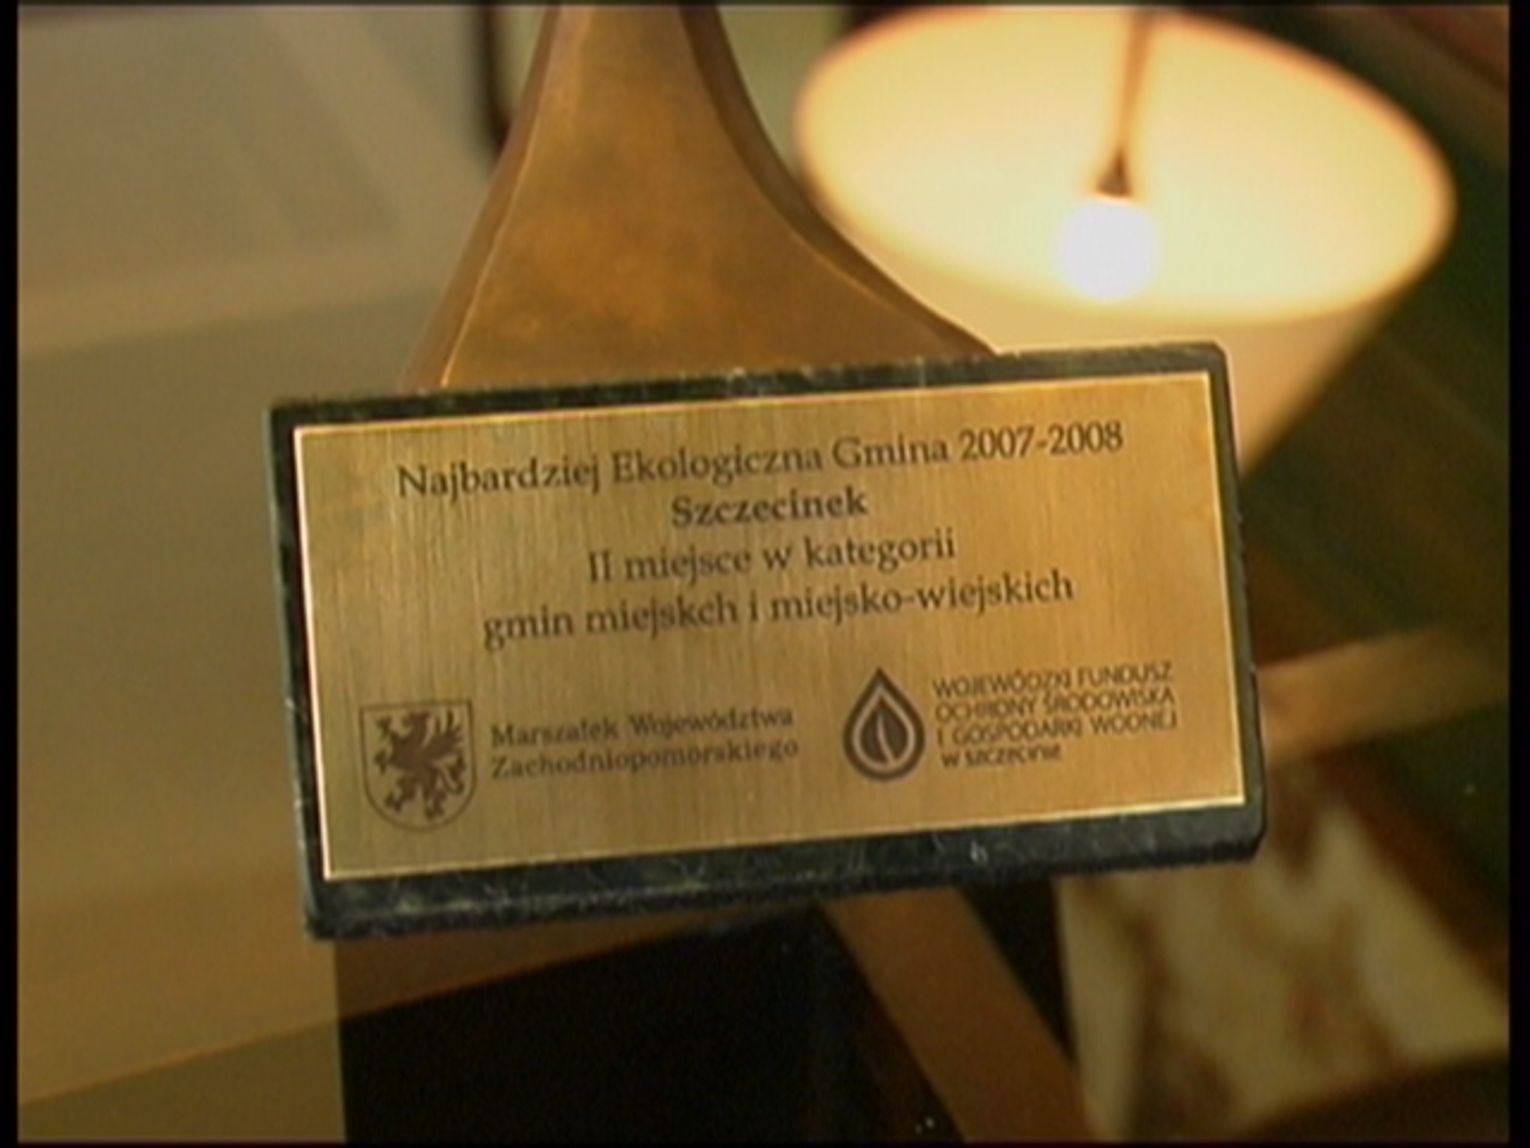 Najbardziej Ekologiczna Gmina 2007-2008
Szczecinek
II miejsce w kategorii
gmin miejskch i miejsko-wiejskich
Marszałek Województwa
Zachodniopomorskiego
WOJEWÓDZKI FUNDUSZ
OCHRONY ŚRODOWISKA
I GOSPODARKI WODNEJ
w szczecinie